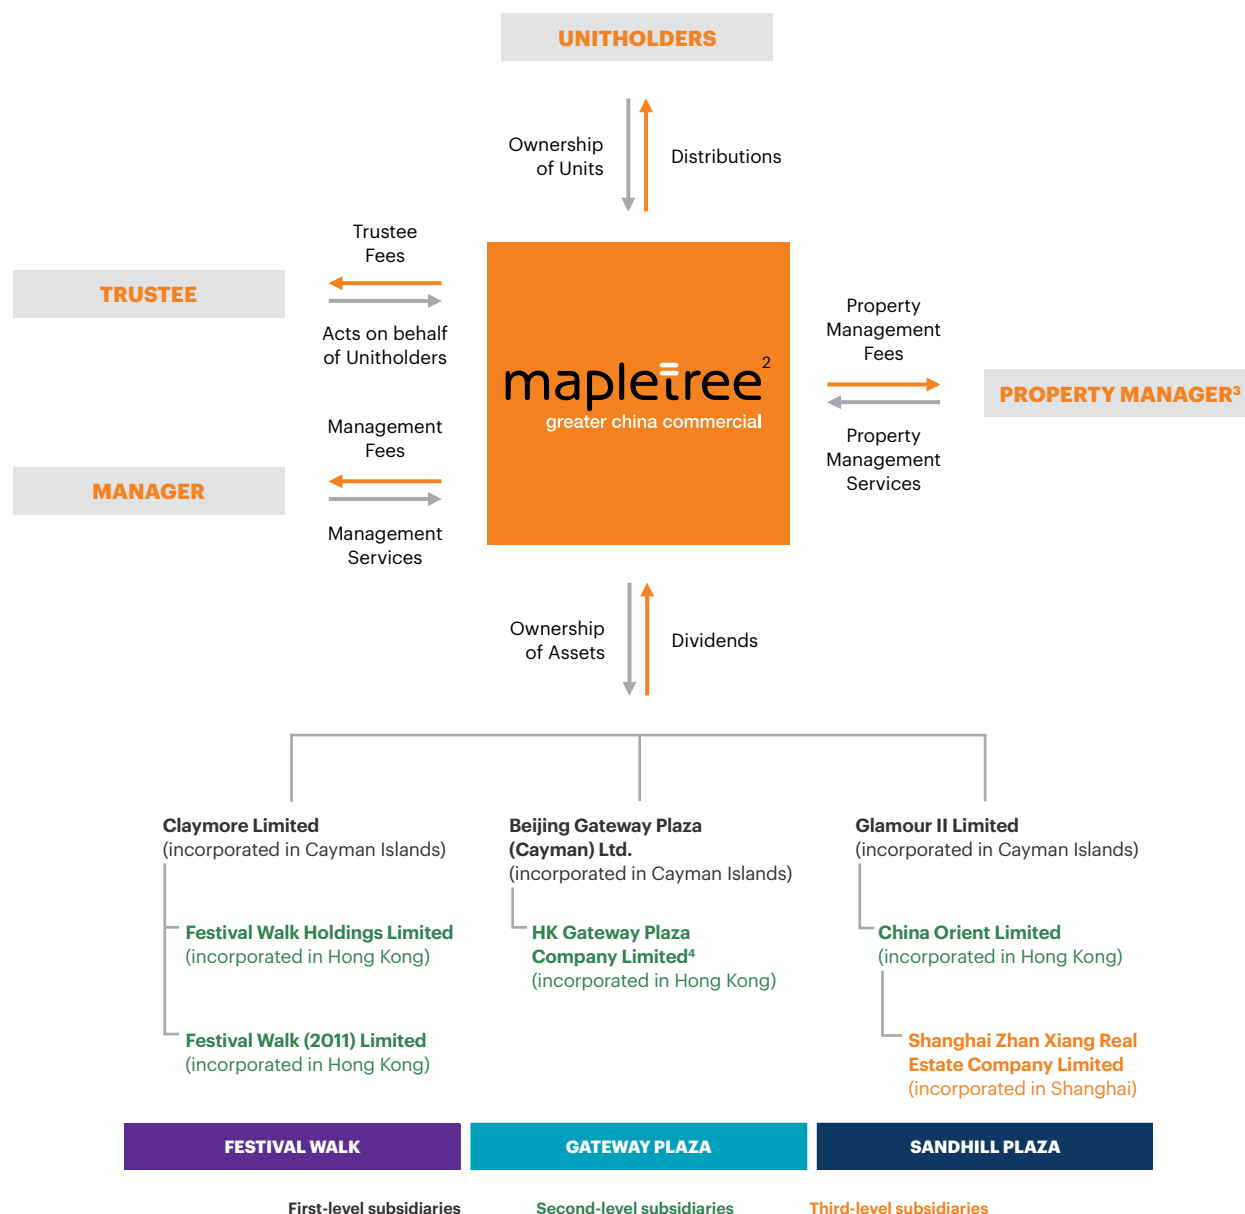 UNITHOLDERS
Ownership
of Units
Distributions
Trustee
Fees
TRUSTEE
Acts on behalf
of Unitholders
Management
Fees
MANAGER
Management
Services
mapletree²
greater china commercial
Property
Management
Fees
PROPERTY MANAGER³
Property
Management
Services
Ownership
of Assets
Dividends
Claymore Limited
(incorporated in Cayman Islands)
Festival Walk Holdings Limited
(incorporated in Hong Kong)
Festival Walk (2011) Limited
(incorporated in Hong Kong)
Beijing Gateway Plaza
(Cayman) Ltd.
(incorporated in Cayman Islands)
HK Gateway Plaza
Company Limited⁴
(incorporated in Hong Kong)
Glamour II Limited
(incorporated in Cayman Islands)
China Orient Limited
(incorporated in Hong Kong)
Shanghai Zhan Xiang Real
Estate Company Limited
(incorporated in Shanghai)
FESTIVAL WALK
GATEWAY PLAZA
SANDHILL PLAZA
First-level subsidiaries
Second-level subsidiaries
Third-level subsidiaries